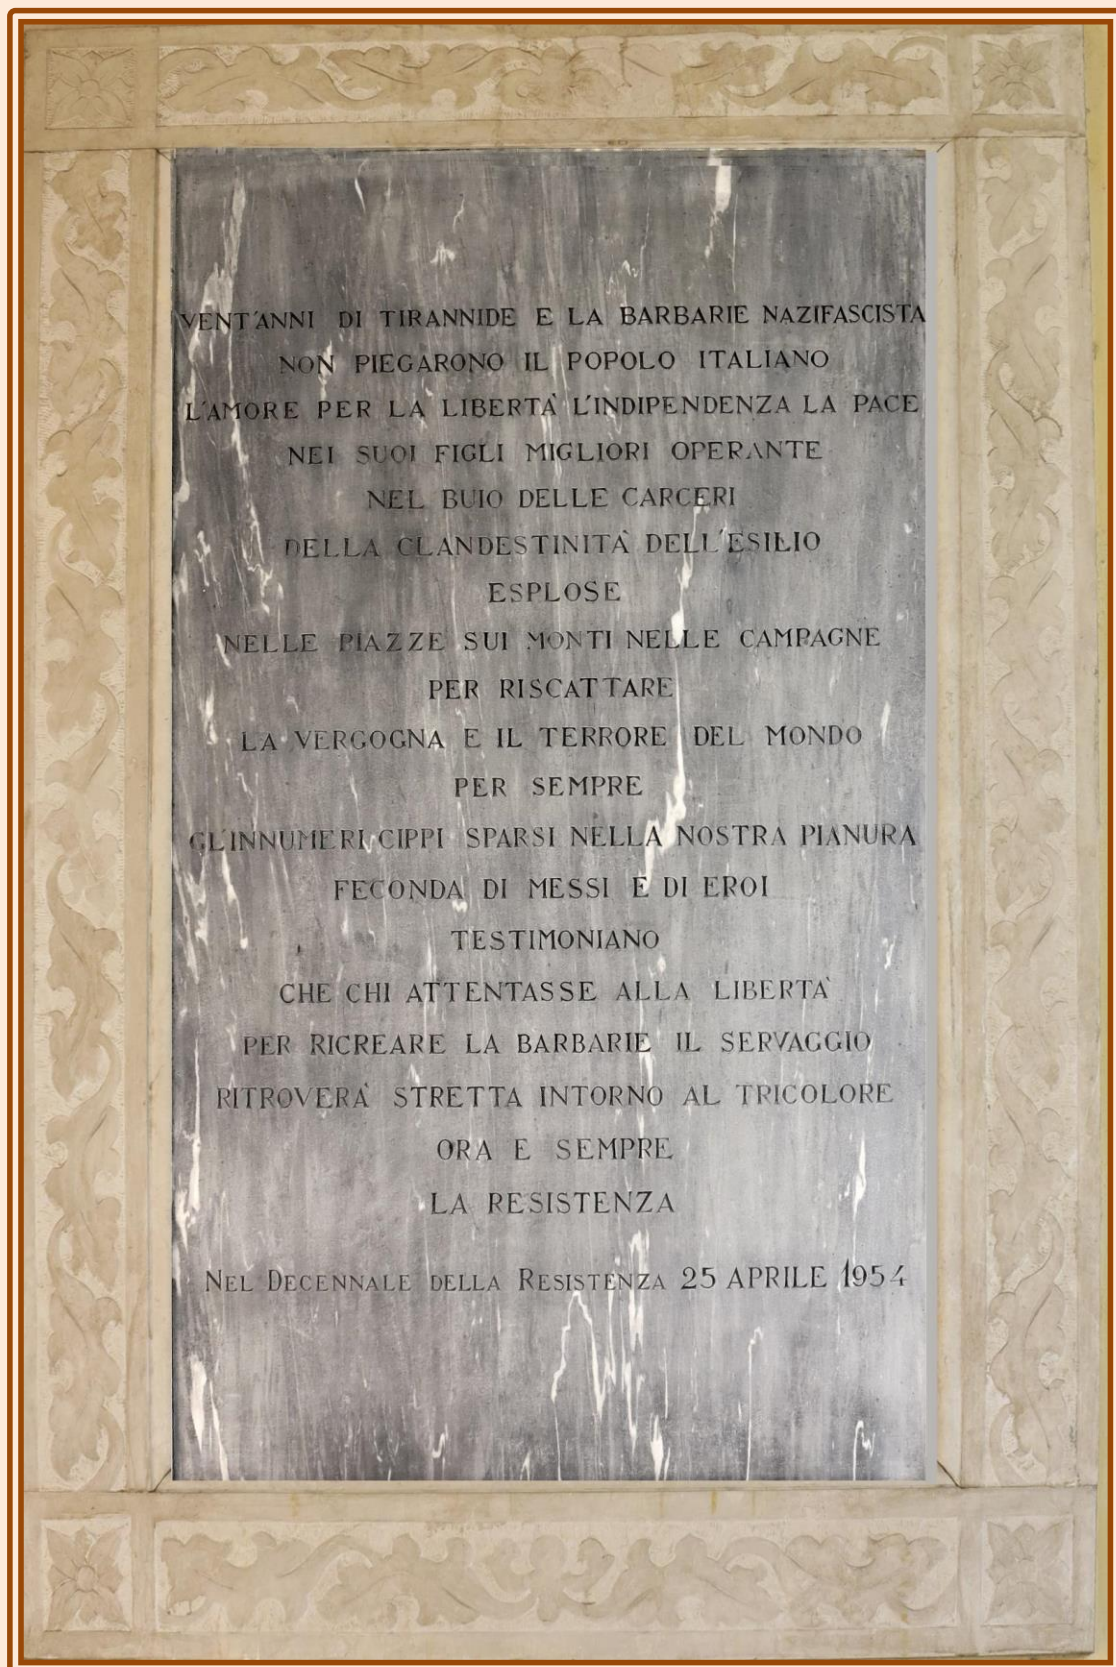 VENT'ANNI DI TIRANNIDE E LA BARBARIE NAZIFASCISTA
NON PIEGARONO IL POPOLO ITALIANO
L'AMORE PER LA LIBERTÀ L'INDIPENDENZA LA PACE
NEI SUOI FIGLI MIGLIORI OPERANTE
NEL BUIO DELLE CARCERI
DELLA CLANDESTINITÀ DELL'ESILIO
ESPLOSE
NELLE PIAZZE SUI MONTI NELLE CAMPAGNE
PER RISCATTARE
LA VERGOGNA E IL TERRORE DEL MONDO
PER SEMPRE
GL'INNUMERI CIPPI SPARSI NELLA NOSTRA PIANURA
FECONDA DI MESSI E DI EROI
TESTIMONIANO
CHE CHI ATTENTASSE ALLA LIBERTÀ
PER RICREARE LA BARBARIE IL SERVAGGIO
RITROVERÀ STRETTA INTORNO AL TRICOLORE
ORA E SEMPRE
LA RESISTENZA
NEL DECENNALE DELLA RESISTENZA 25 APRILE 1954